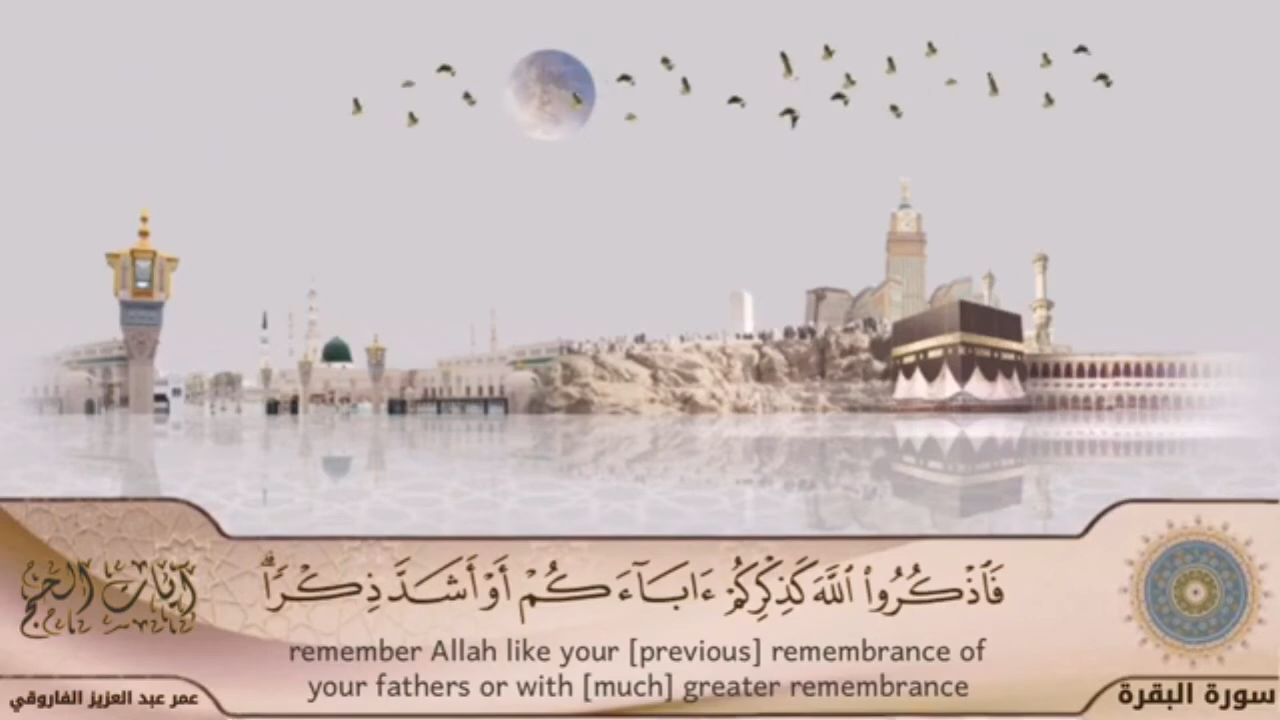 فَٱذۡكُرُواْ ٱللَّهَ كَذِكۡرِكُمۡ ءَابَآءَكُمۡ أَوۡ أَشَدَّ ذِكۡرٗاۗ
remember Allah like your [previous] remembrance of
your fathers or with [much] greater remembrance
آيات الحج
عمر عبد العزيز الفاروقي
سورة البقرة